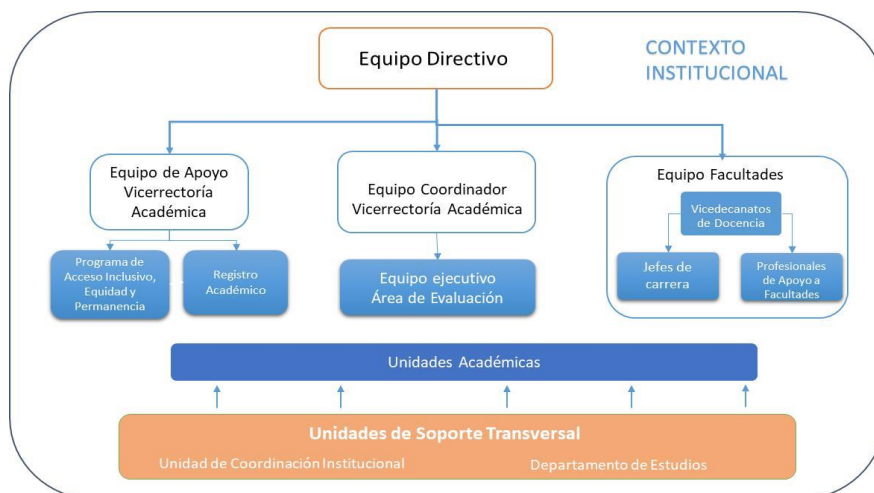 CONTEXTO
INSTITUCIONAL
Equipo Directivo
Equipo de Apoyo
Vicerrectoría
Académica
Equipo Coordinador
Vicerrectoría Académica
Equipo Facultades
Vicedecanatos
de Docencia
Programa de
Acceso Inclusivo,
Equidad y
Permanencia
Registro
Académico
Equipo ejecutivo
Área de Evaluación
Jefes de
carrera
Profesionales
de Apoyo a
Facultades
Unidades Académicas
Unidades de Soporte Transversal
Unidad de Coordinación Institucional
Departamento de Estudios